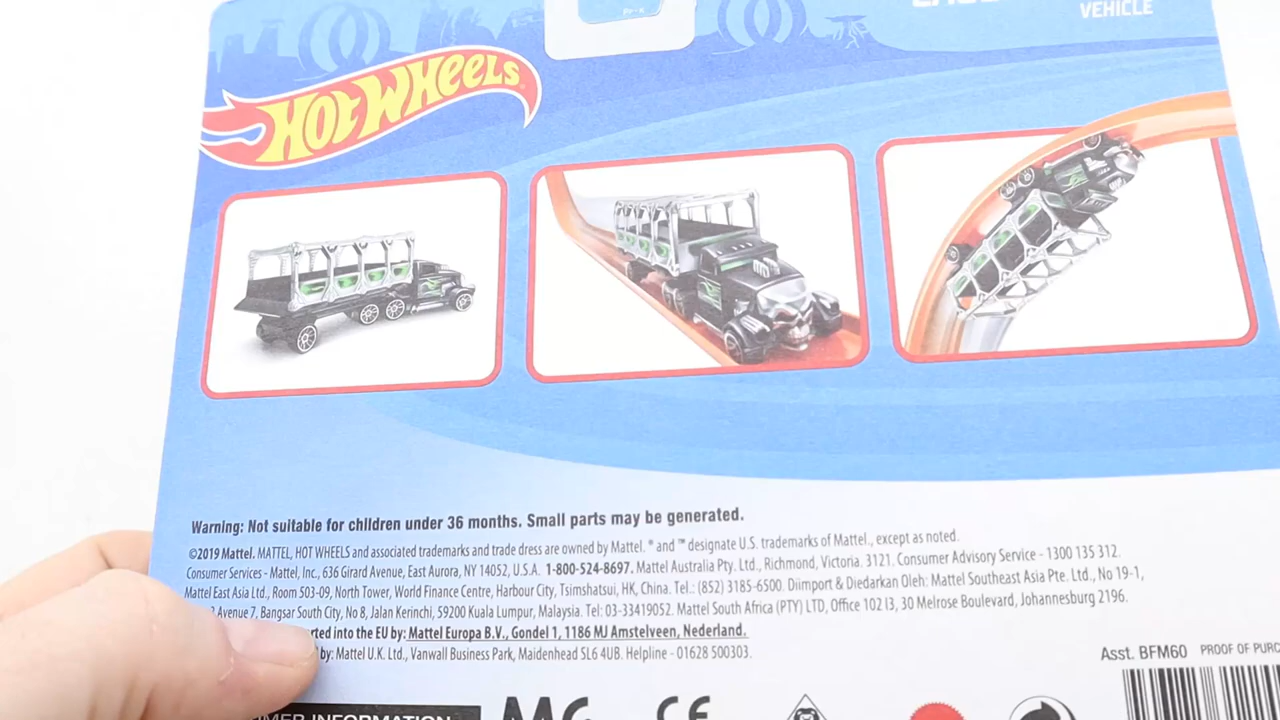 VEHICLE
HOT WHEELS
Warning: Not suitable for children under 36 months. Small parts may be generated.
©2019 Mattel. MATTEL, HOT WHEELS and associated trademarks and trade dress are owned by Mattel. ® and ™ designate U.S. trademarks of Mattel., except as noted.
Consumer Services - Mattel, Inc., 636 Girard Avenue, East Aurora, NY 14052, U.S.A. 1-800-524-8697. Mattel Australia Pty. Ltd., Richmond, Victoria. 3121. Consumer Advisory Service - 1300 135 312.
Mattel East Asia Ltd., Room 503-09, North Tower, World Finance Centre, Harbour City, Tsimshatsui, HK, China. Tel.: (852) 3185-6500. Diimport & Diedarkan Oleh: Mattel Southeast Asia Pte. Ltd., No 19-1,
Avenue 7, Bangsar South City, No 8, Jalan Kerinchi, 59200 Kuala Lumpur, Malaysia. Tel: 03-33419052. Mattel South Africa (PTY) LTD, Office 102 I3, 30 Melrose Boulevard, Johannesburg 2196.
into the EU by: Mattel Europa B.V., Gondel 1, 1186 MJ Amstelveen, Nederland.
by: Mattel U.K. Ltd., Vanwall Business Park, Maidenhead SL6 4UB. Helpline - 01628 500303.
Asst. BFM60 PROOF OF PURC
INFORMATION
CE